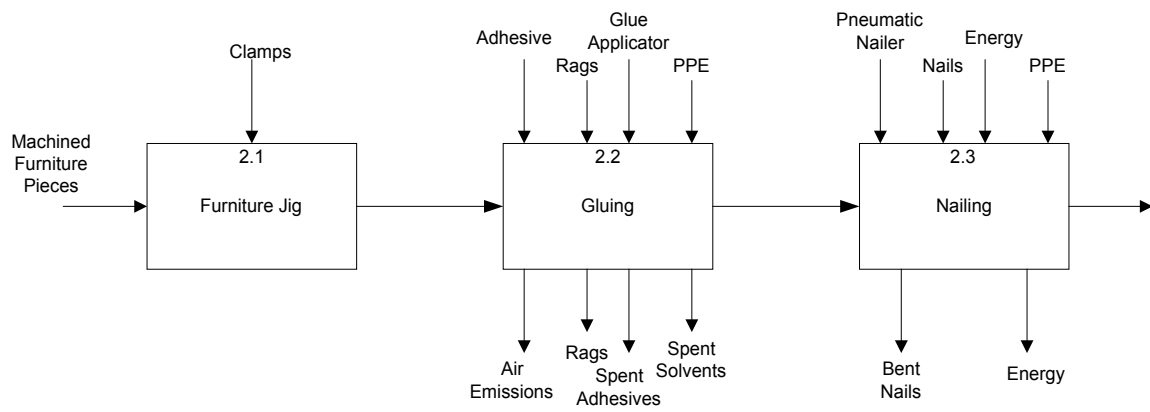 Clamps
Machined
Furniture
Pieces
2.1
Furniture Jig
Adhesive
Rags
Glue
Applicator
PPE
2.2
Gluing
Air
Emissions
Rags
Spent
Adhesives
Spent
Solvents
Pneumatic
Nailer
Nails
Energy
PPE
2.3
Nailing
Bent
Nails
Energy